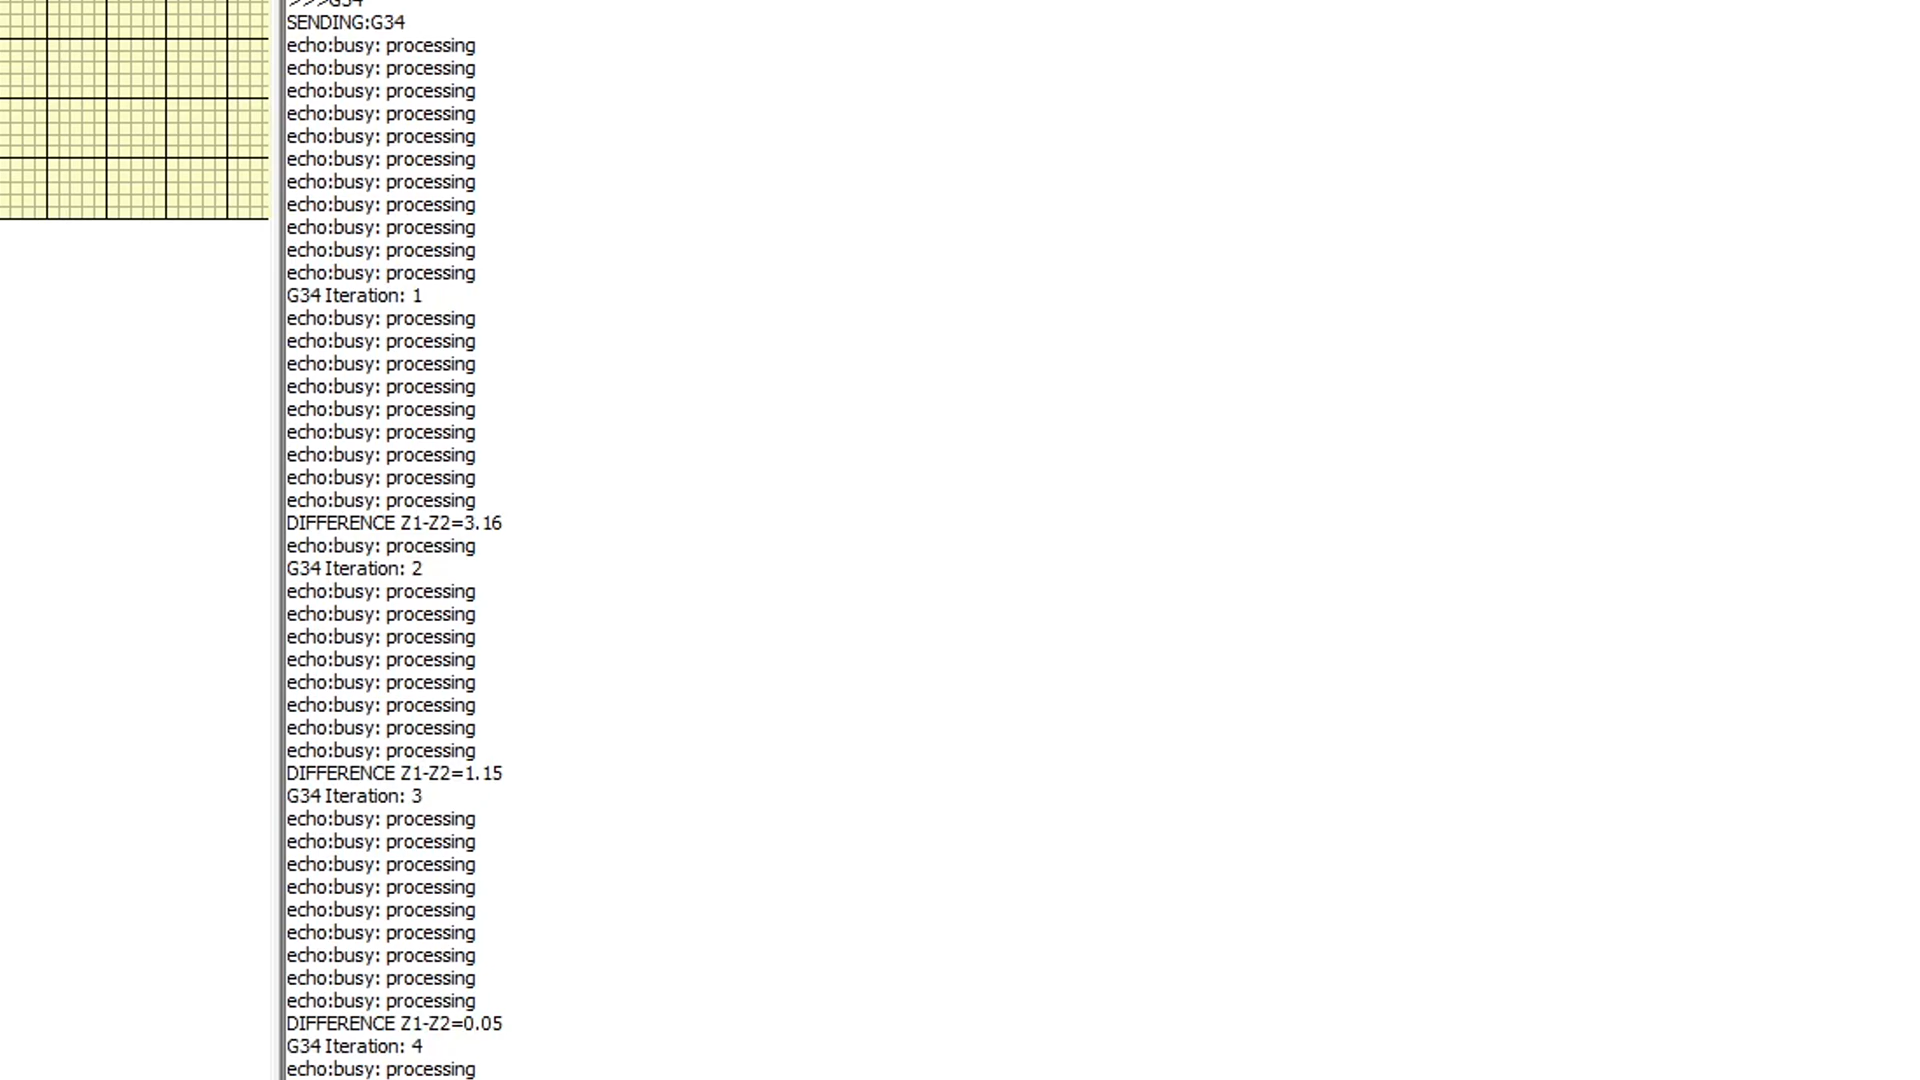 >>>G34
SENDING:G34
echo:busy: processing
echo:busy: processing
echo:busy: processing
echo:busy: processing
echo:busy: processing
echo:busy: processing
echo:busy: processing
echo:busy: processing
echo:busy: processing
echo:busy: processing
echo:busy: processing
G34 Iteration: 1
echo:busy: processing
echo:busy: processing
echo:busy: processing
echo:busy: processing
echo:busy: processing
echo:busy: processing
echo:busy: processing
echo:busy: processing
echo:busy: processing
DIFFERENCE Z1-Z2=3.16
echo:busy: processing
G34 Iteration: 2
echo:busy: processing
echo:busy: processing
echo:busy: processing
echo:busy: processing
echo:busy: processing
echo:busy: processing
echo:busy: processing
echo:busy: processing
DIFFERENCE Z1-Z2=1.15
G34 Iteration: 3
echo:busy: processing
echo:busy: processing
echo:busy: processing
echo:busy: processing
echo:busy: processing
echo:busy: processing
echo:busy: processing
echo:busy: processing
echo:busy: processing
DIFFERENCE Z1-Z2=0.05
G34 Iteration: 4
echo:busy: processing